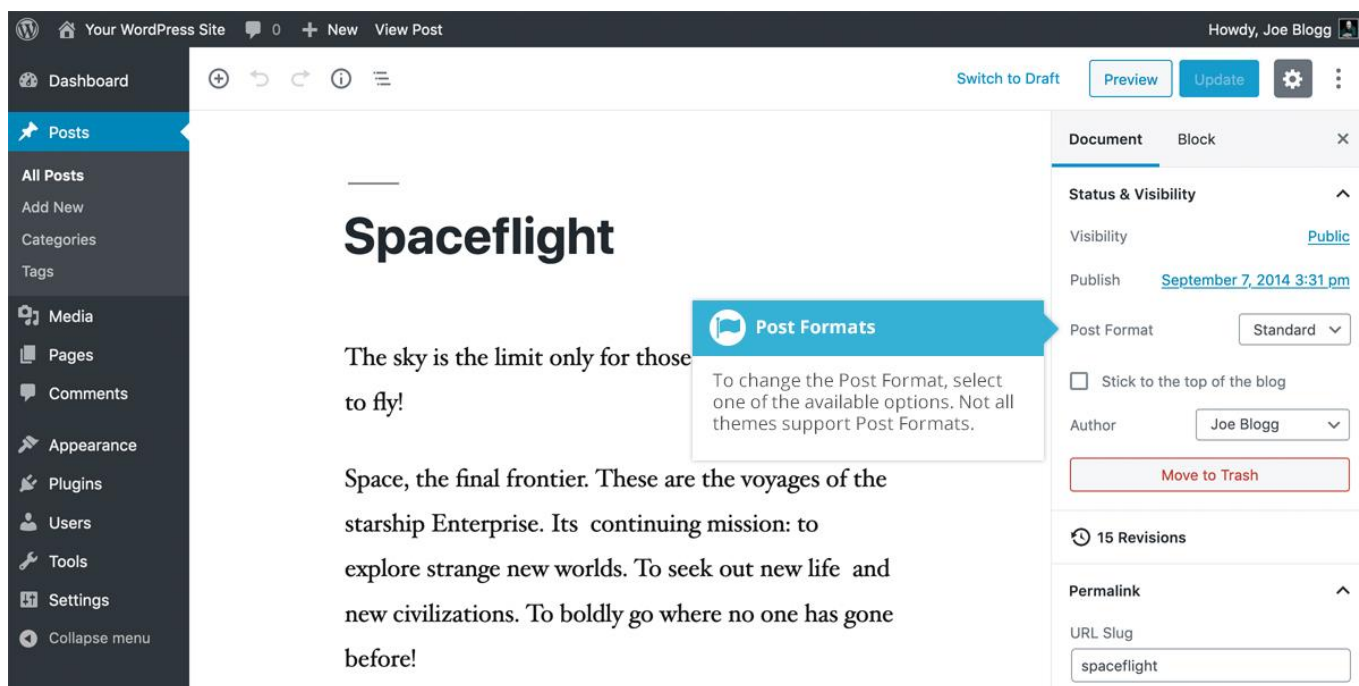 Your WordPress Site 0 New View Post Howdy, Joe Blogg
Dashboard
Posts
All Posts
Add New
Categories
Tags
Media
Pages
Comments
Appearance
Plugins
Users
Tools
Settings
Collapse menu
Switch to Draft Preview Update
Spaceflight
The sky is the limit only for those
to fly!
Space, the final frontier. These are the voyages of the
starship Enterprise. Its continuing mission: to
explore strange new worlds. To seek out new life and
new civilizations. To boldly go where no one has gone
before!
Post Formats
To change the Post Format, select
one of the available options. Not all
themes support Post Formats.
Document Block
Status & Visibility
Visibility Public
Publish September 7, 2014 3:31 pm
Post Format Standard
Stick to the top of the blog
Author Joe Blogg
Move to Trash
15 Revisions
Permalink
URL Slug
spaceflight